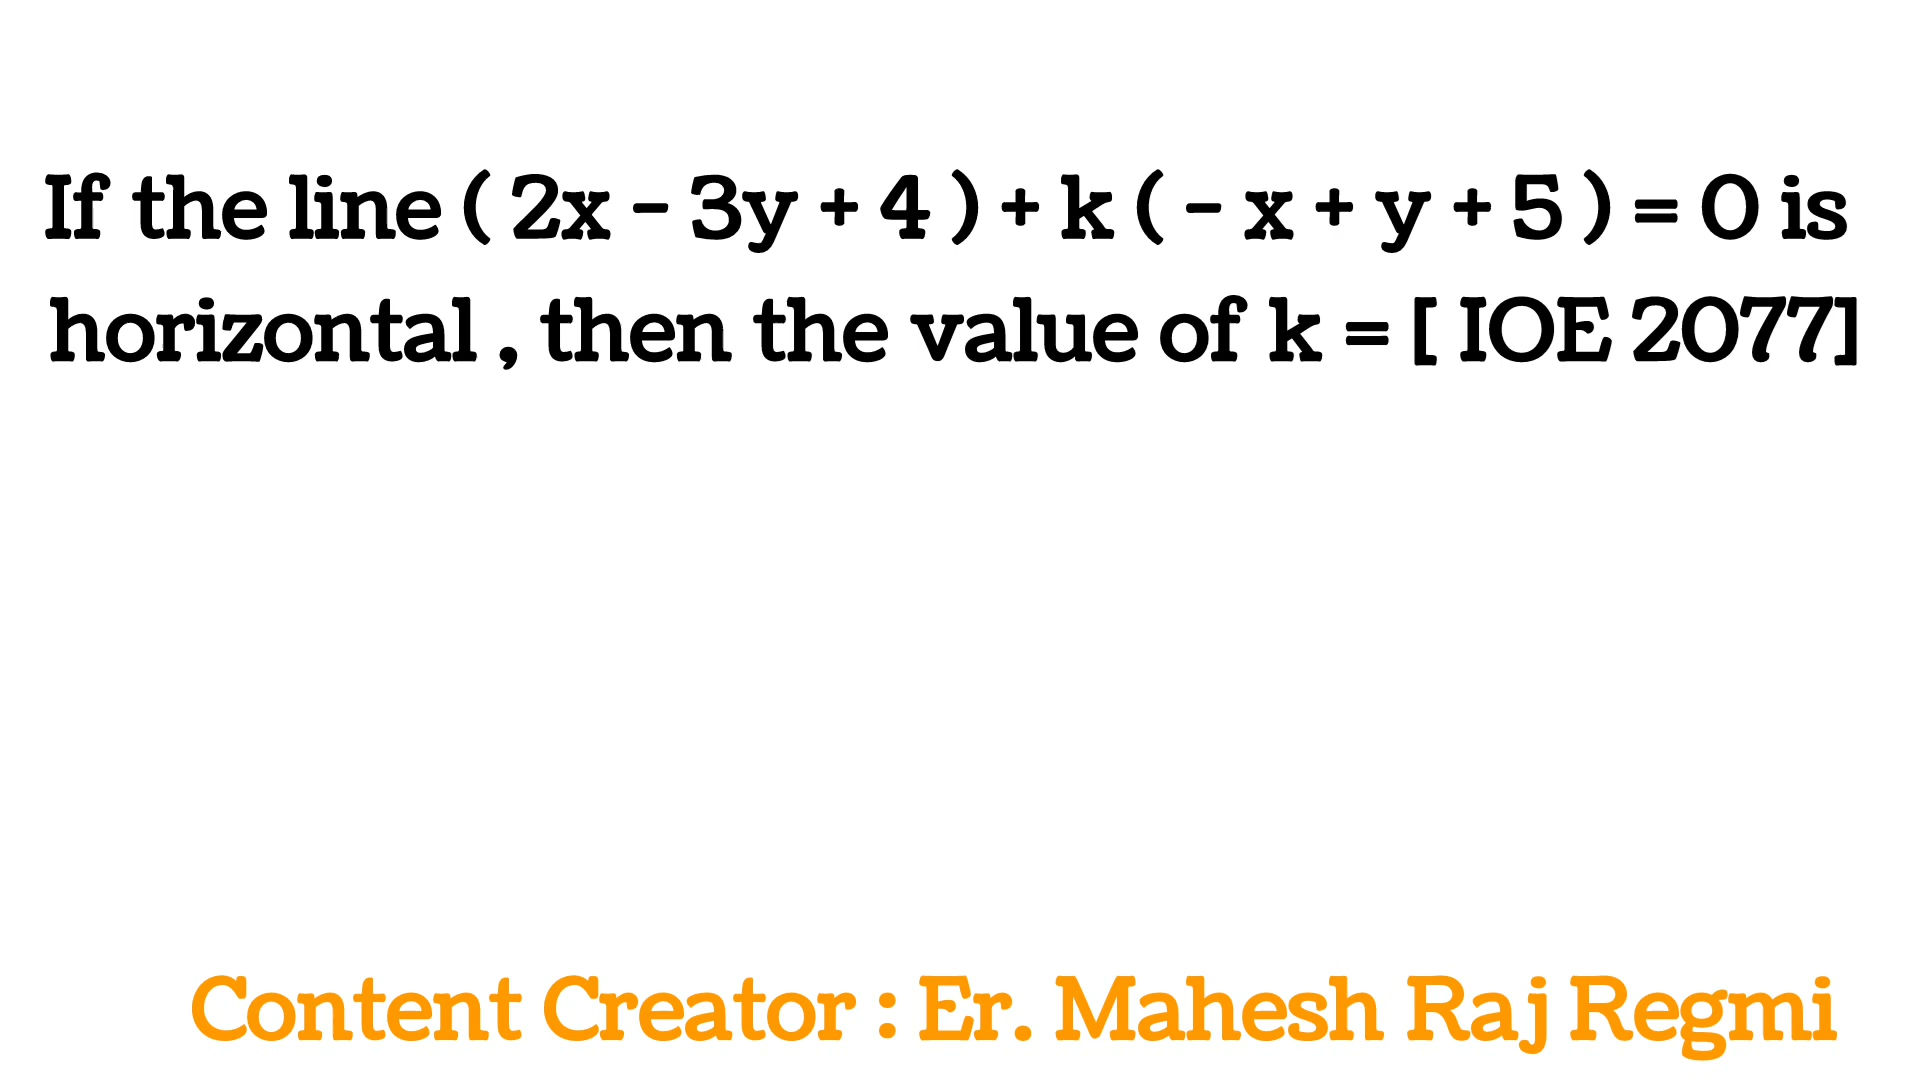 If the line ( 2x - 3y + 4 ) + k ( - x + y + 5 ) = 0 is
horizontal , then the value of k = [ IOE 2077]
Content Creator : Er. Mahesh Raj Regmi